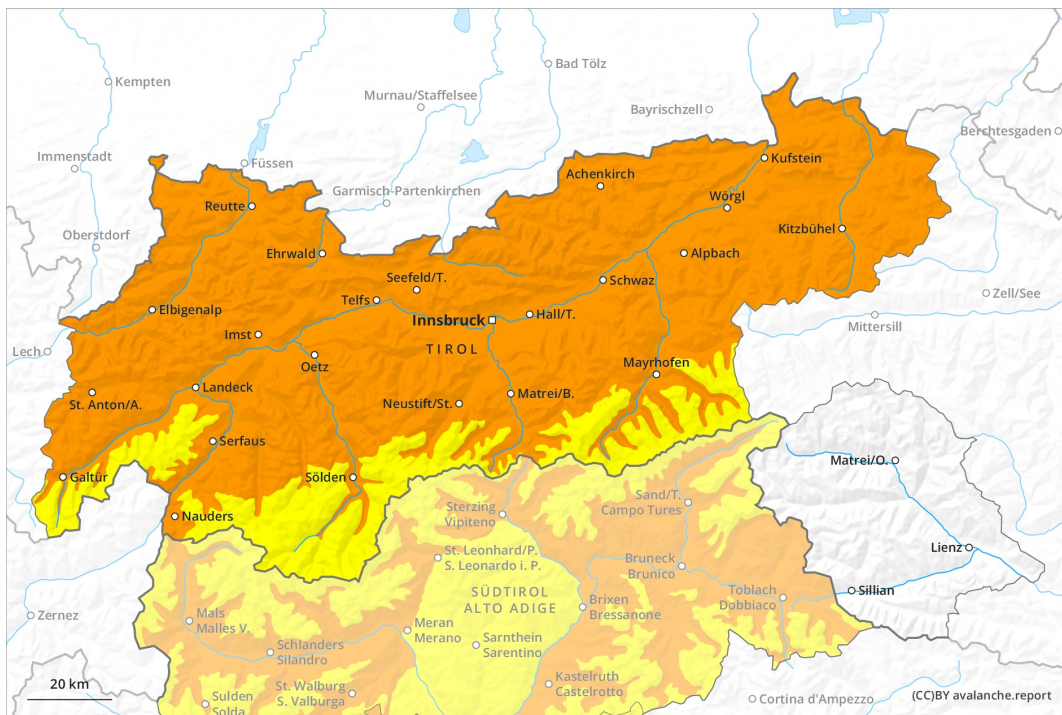 Kempten
Bad Tölz
Murnau/Staffelsee
Bayrischzell
Berchtesgaden
Immenstadt
Füssen
Kufstein
Achenkirch
Garmisch-Partenkirchen
Wörgl
Reutte
Kitzbühel
Oberstdorf
Ehrwald
Alpbach
Seefeld/T.
Schwaz
Telfs
Zell/See
Elbigenalp
Innsbruck
Hall/T.
Mittersill
Imst
TIROL
Lech
Oetz
Mayrhofen
Landeck
St. Anton/A.
Neustift/St.
Matrei/B.
Serfaus
Matrei/O.
Galtür
Sölden
Sand/T.
Campo Tures
Sterzing
Vipiteno
Nauders
Lienz
St. Leonhard/P.
S. Leonardo i. P.
Bruneck
Brunico
Sillian
SÜDTIROL
ALTO ADIGE
Toblach
Dobbiaco
Zernez
Mals
Malles V.
Brixen
Bressanone
Meran
Merano
Sarnthein
Sarentino
Schlanders
Silandro
Kastelruth
Castelrotto
20 km
St. Walburg
S. Valburga
Sulden
Solda
Cortina d'Ampezzo
(CC)BY avalanche.report